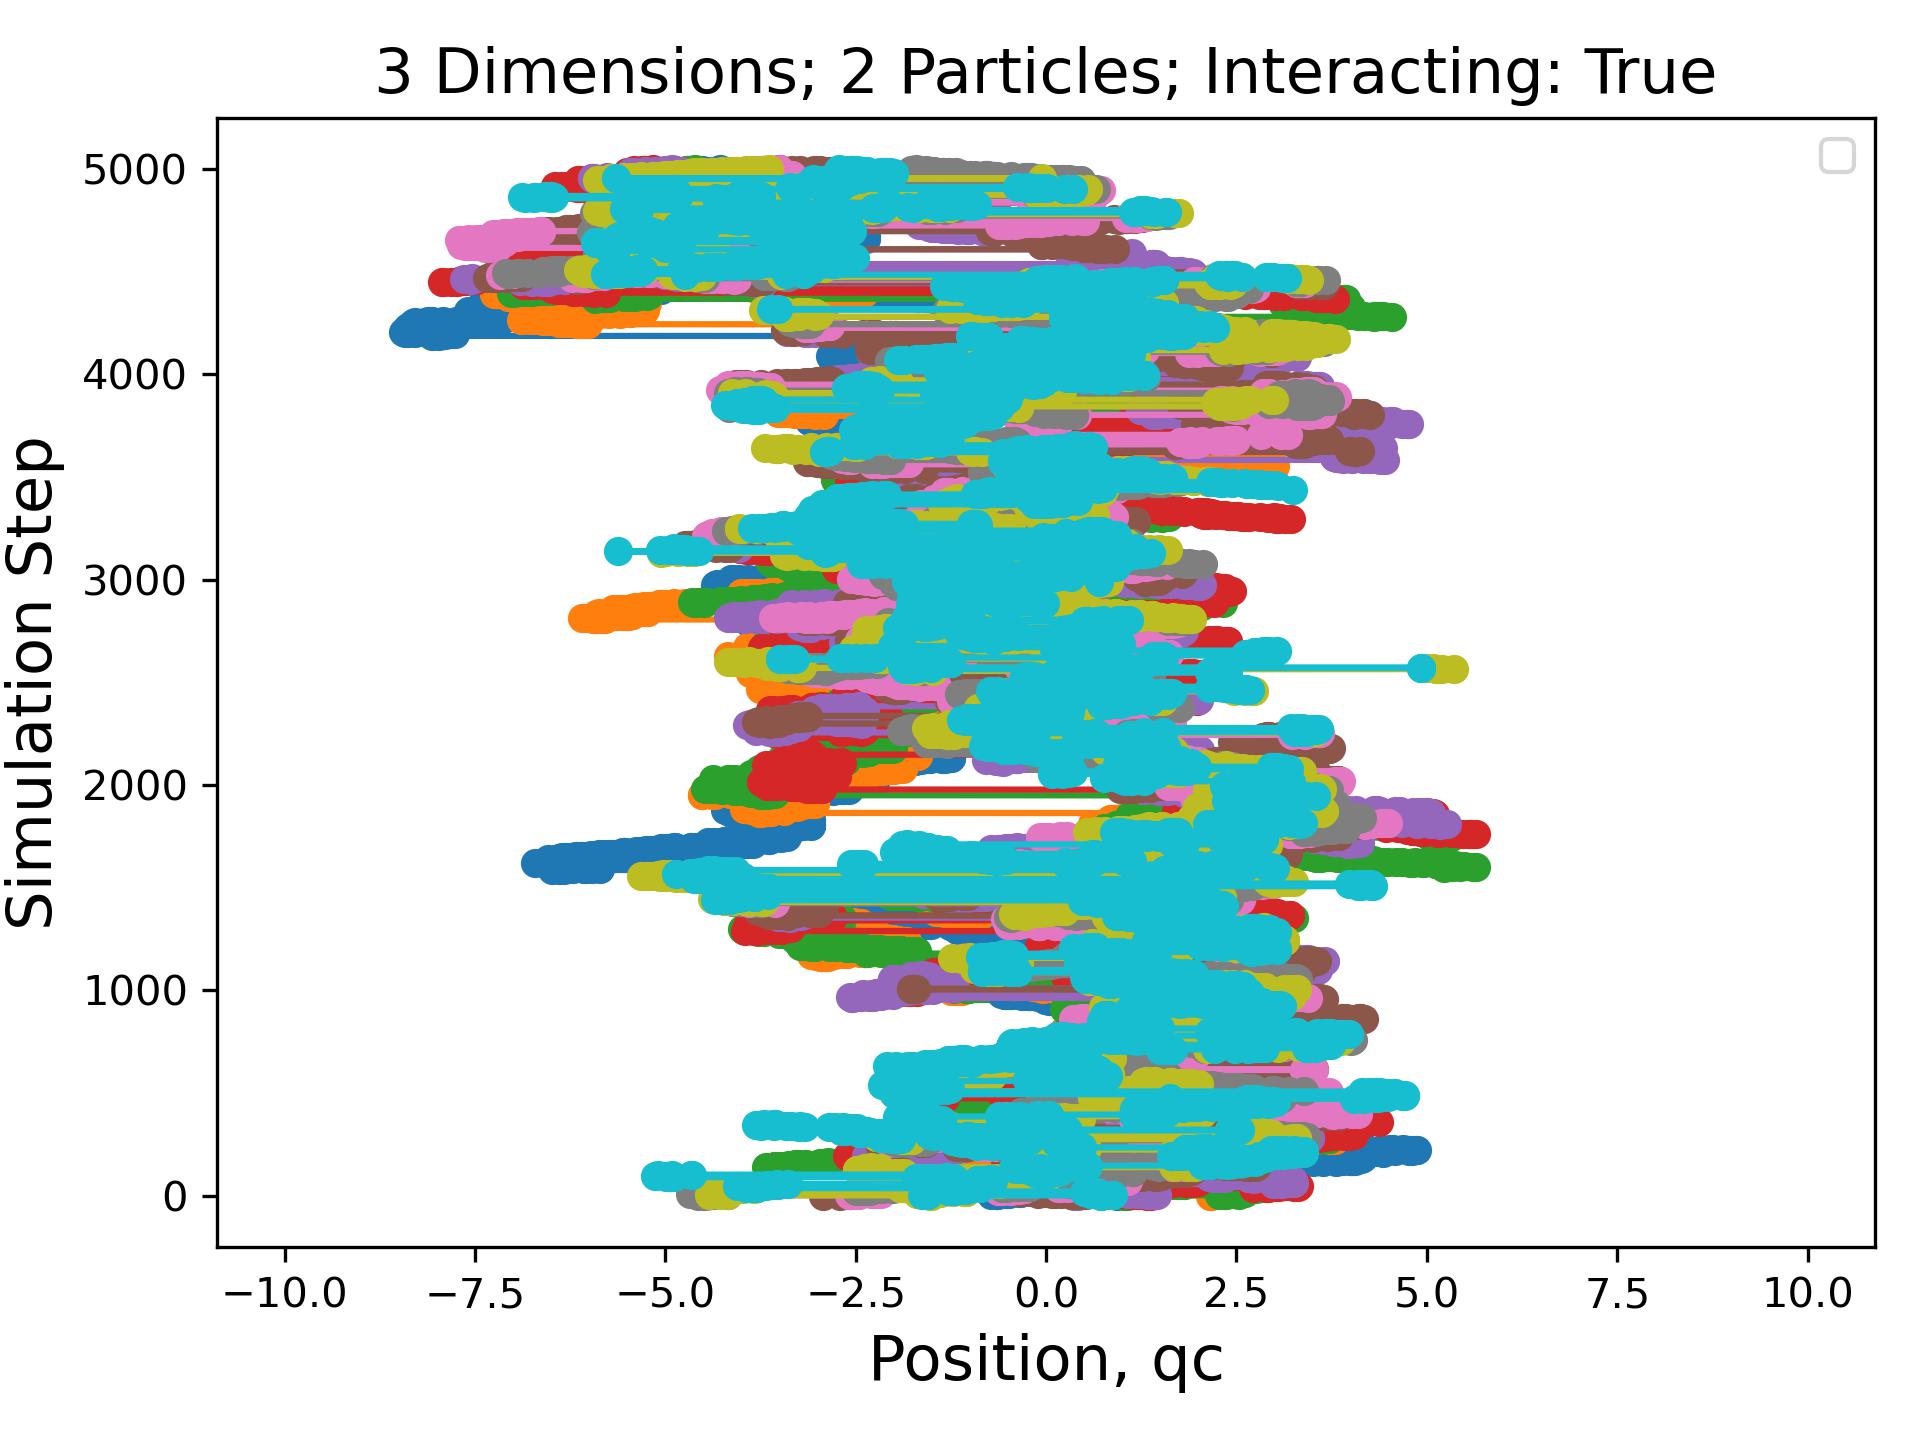 3 Dimensions; 2 Particles; Interacting: True
5000
4000
3000
2000
1000
0
Simulation Step
−10.0 −7.5 −5.0 −2.5 0.0 2.5 5.0 7.5 10.0
Position, qc